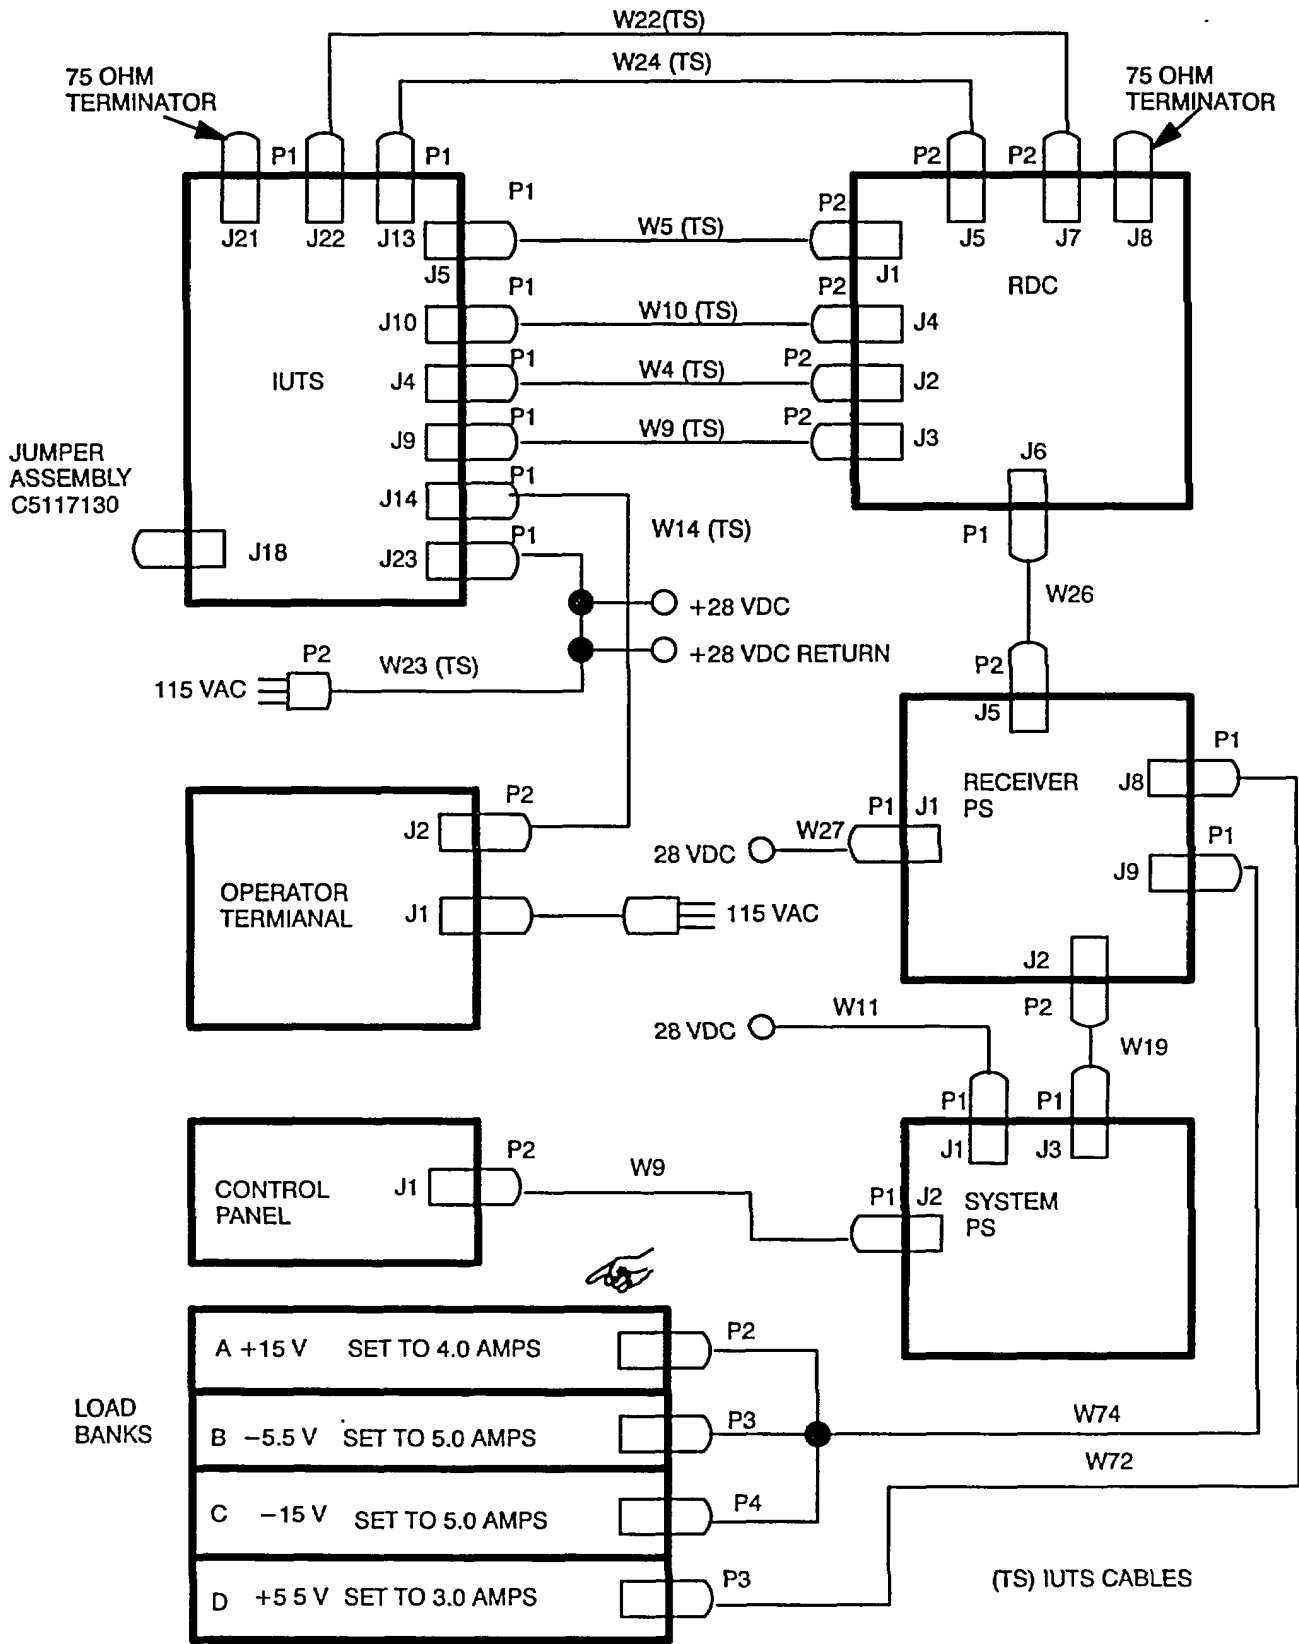 W22(TS)
W24 (TS)
75 OHM
TERMINATOR
75 OHM
TERMINATOR
P1
P1
P2
P2
J21
J22
J13
J5
J7
J8
P1
W5 (TS)
P2
J5
J1
RDC
P1
W10 (TS)
P2
J10
J4
IUTS
P1
W4 (TS)
P2
J4
J2
P1
W9 (TS)
P2
J9
J3
JUMPER
ASSEMBLY
C5117130
J6
P1
J14
W14 (TS)
P1
P1
J18
J23
W26
+28 VDC
+28 VDC RETURN
P2
W23 (TS)
115 VAC
P2
J5
P1
RECEIVER
PS
J8
P2
J2
P1
J1
W27
28 VDC
P1
J9
OPERATOR
TERMIANAL
J1
115 VAC
J2
P2
W11
28 VDC
W19
P1
P1
J1
J3
P2
CONTROL
PANEL
J1
W9
P1
J2
SYSTEM
PS
A +15 V SET TO 4.0 AMPS
P2
LOAD
BANKS
B −5.5 V SET TO 5.0 AMPS
P3
W74
W72
C −15 V SET TO 5.0 AMPS
P4
D +5 5 V SET TO 3.0 AMPS
P3
(TS) IUTS CABLES